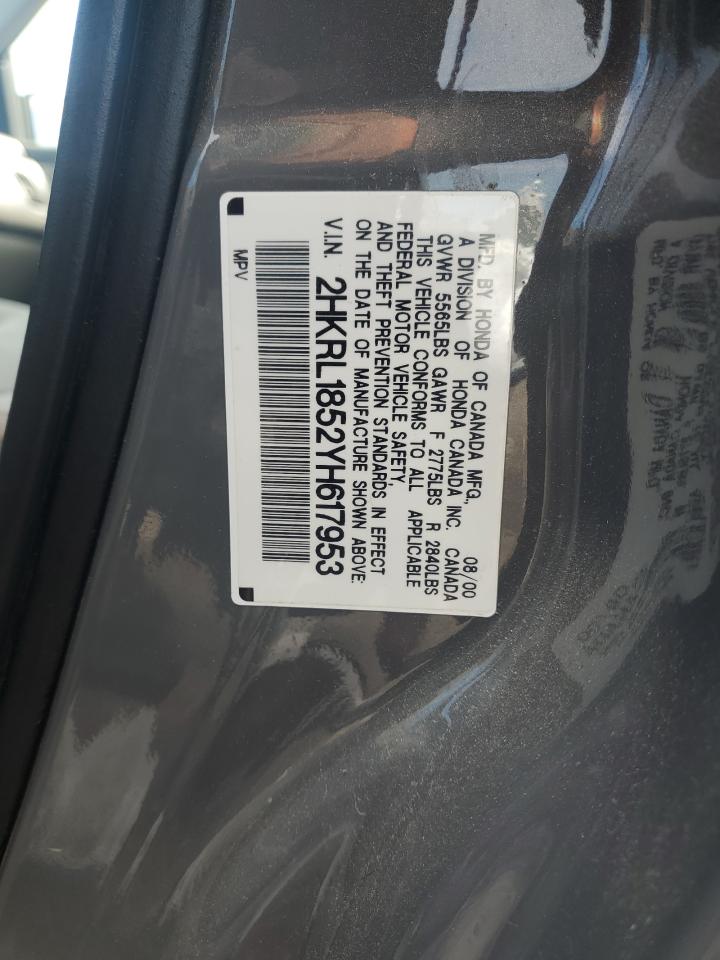 MFD. BY HONDA OF CANADA MFG., 08/00
A DIVISION OF HONDA CANADA INC. CANADA
GVWR 5565LBS GAWR F 2775LBS R 2840LBS
THIS VEHICLE CONFORMS TO ALL APPLICABLE
FEDERAL MOTOR VEHICLE SAFETY,
AND THEFT PREVENTION STANDARDS IN EFFECT
ON THE DATE OF MANUFACTURE SHOWN ABOVE:
V.I.N. 2HKRL1852YH617953
MPV